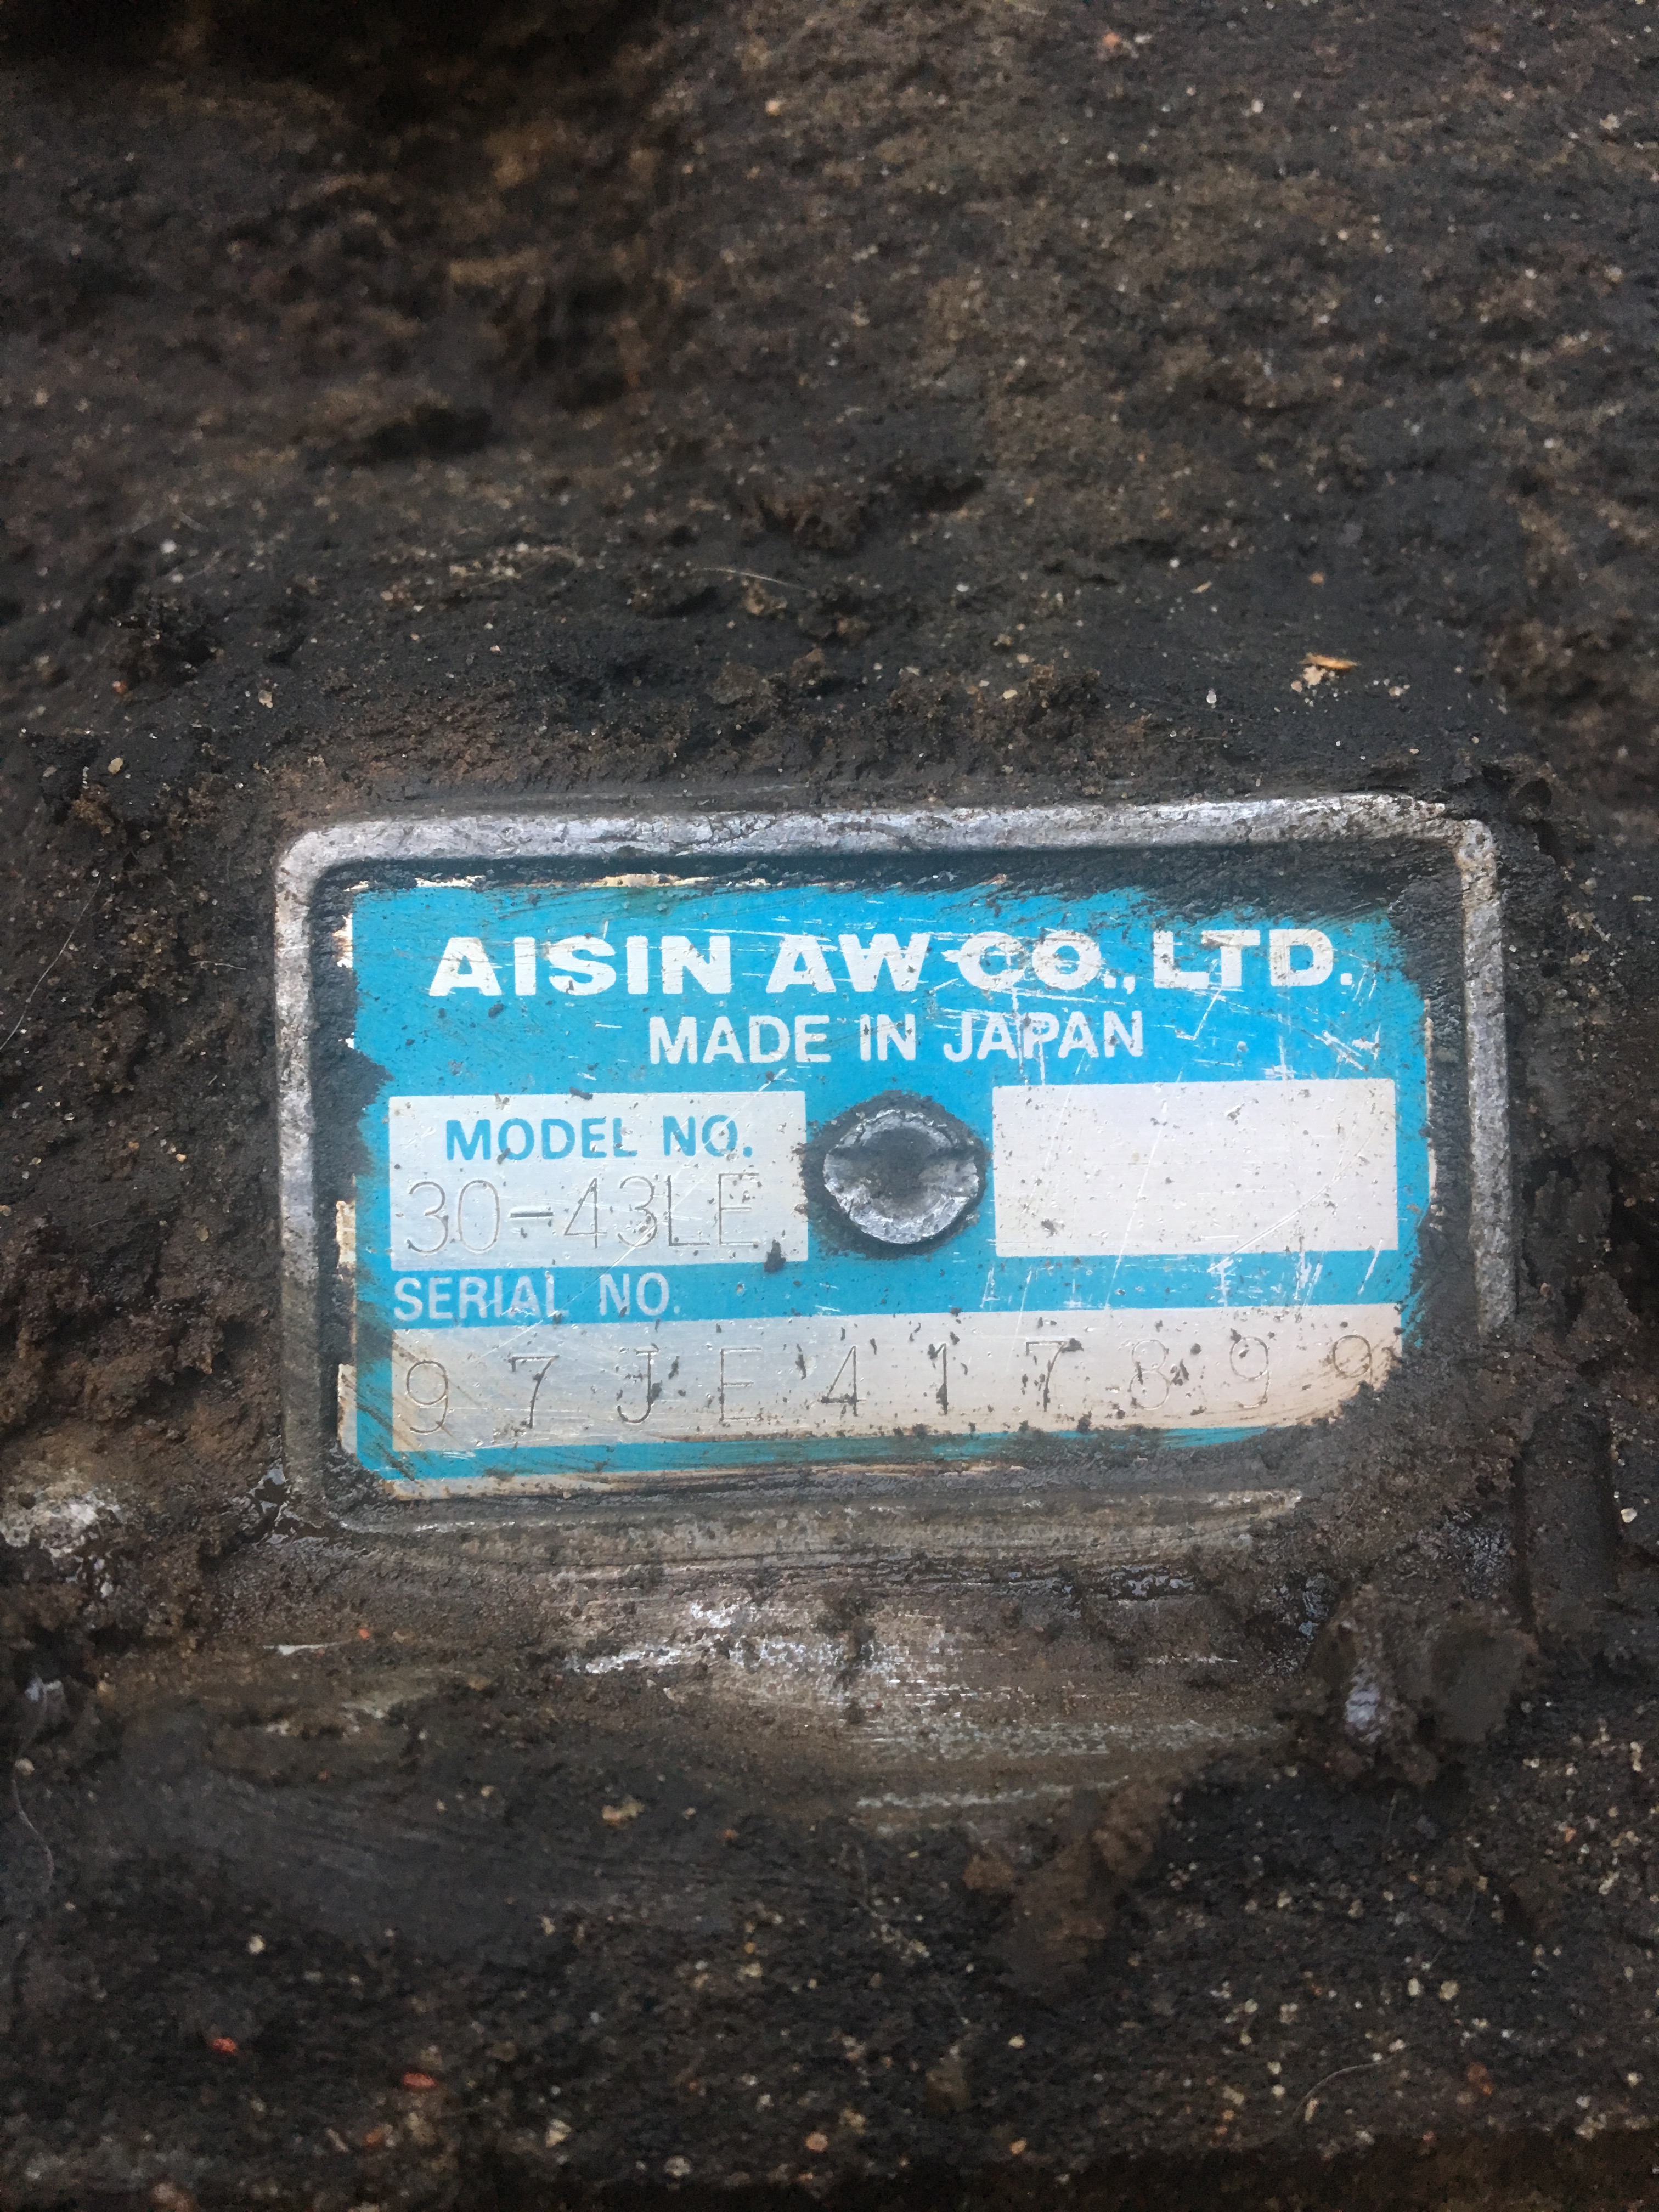 AISIN AW CO., LTD.
MADE IN JAPAN
MODEL NO.
30-43LE
SERIAL NO.
97JE417899